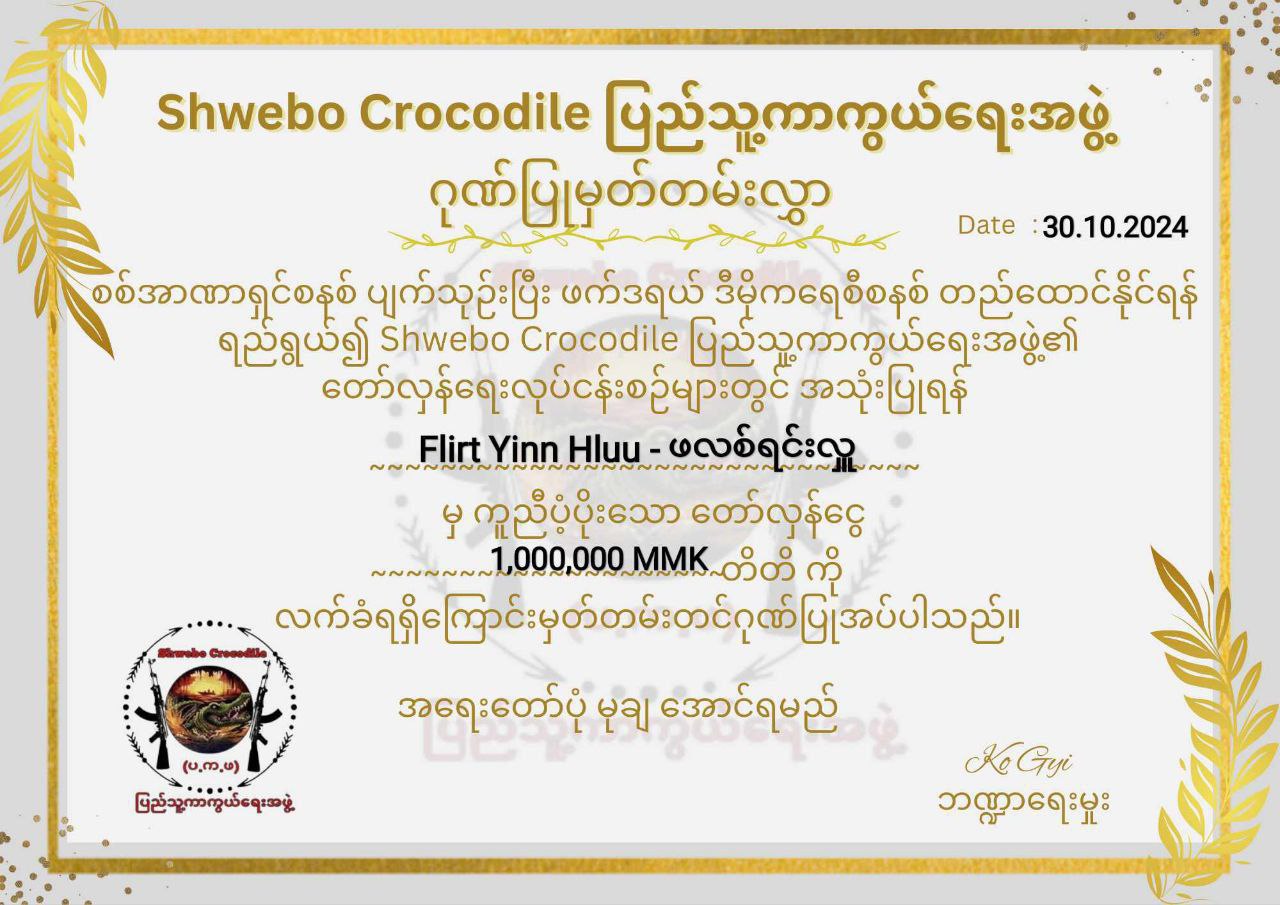 Shwebo Crocodile ပြည်သူ့ကာကွယ်ရေးအဖွဲ့
ဂုဏ်ပြုမှတ်တမ်းလွှာ
Date : 30.10.2024
စစ်အာဏာရှင်စနစ် ပျက်သုဉ်းပြီး ဖက်ဒရယ် ဒီမိုကရေစီစနစ် တည်ထောင်နိုင်ရန်
ရည်ရွယ်၍ Shwebo Crocodile ပြည်သူ့ကာကွယ်ရေးအဖွဲ့၏
တော်လှန်ရေးလုပ်ငန်းစဉ်များတွင် အသုံးပြုရန်
Flirt Yinn Hluu - ဖလစ်ရင်းလှူ
မှ ကူညီပံ့ပိုးသော တော်လှန်ငွေ
1,000,000 MMK တိတိ ကို
လက်ခံရရှိကြောင်းမှတ်တမ်းတင်ဂုဏ်ပြုအပ်ပါသည်။
အရေးတော်ပုံ မုချ အောင်ရမည်
Shwebo Crocodile
(ပ.က.ဖ)
ပြည်သူ့ကာကွယ်ရေးအဖွဲ့
Ko Gyi
ဘဏ္ဍာရေးမှူး